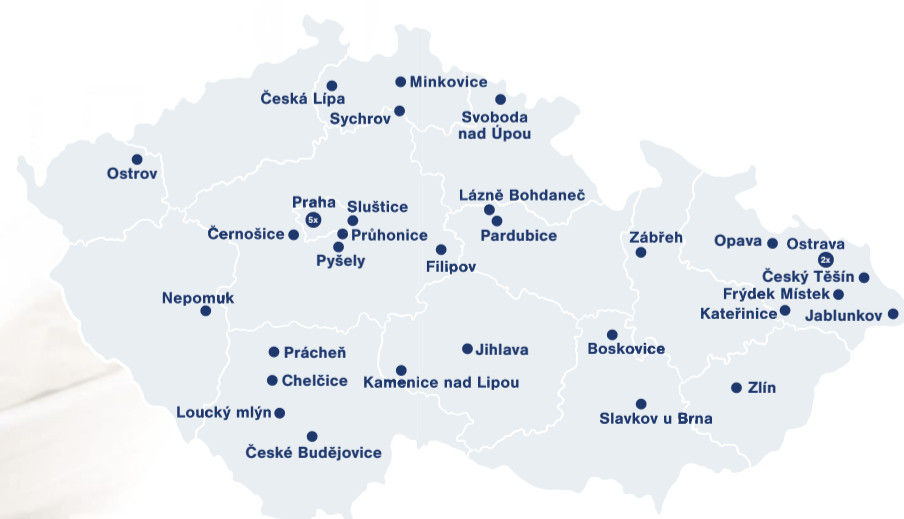 Minkovice
Česká Lípa
Sychrov
Svoboda
nad Úpou
Ostrov
Praha
5x
Sluštice
Lázně Bohdaneč
Černošice
Průhonice
Pardubice
Pyšely
Filipov
Zábřeh
Opava
Ostrava
2x
Český Těšín
Frýdek Místek
Kateřinice
Jablunkov
Nepomuk
Prácheň
Jihlava
Boskovice
Chelčice
Kamenice nad Lipou
Zlín
Loucký mlýn
Slavkov u Brna
České Budějovice